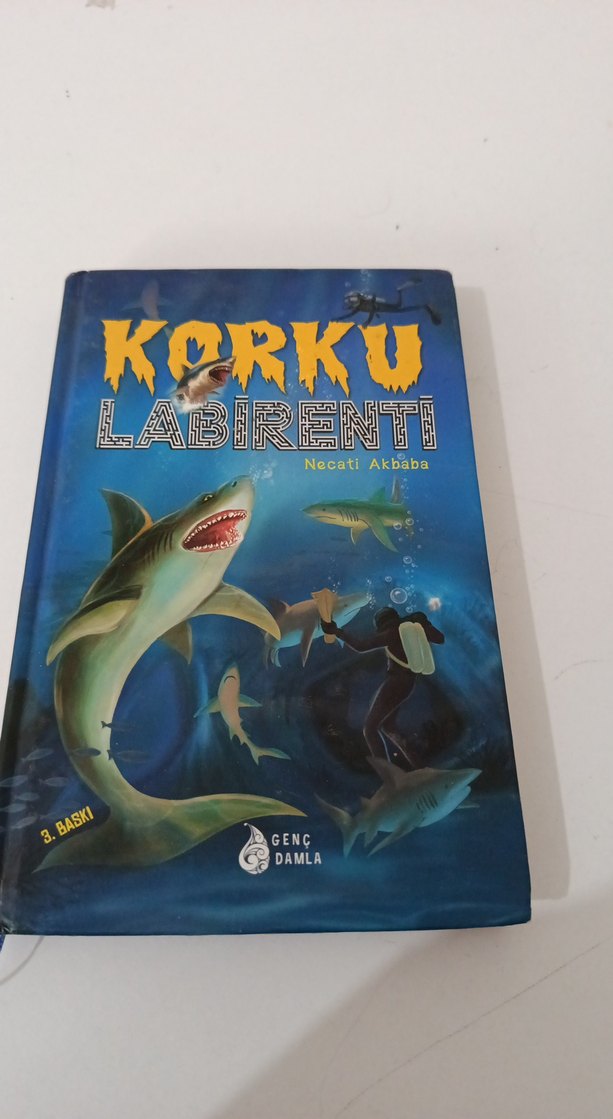 KORKU
LABİRENTİ
Necati Akbaba
3. BASKI
GENÇ
DAMLA